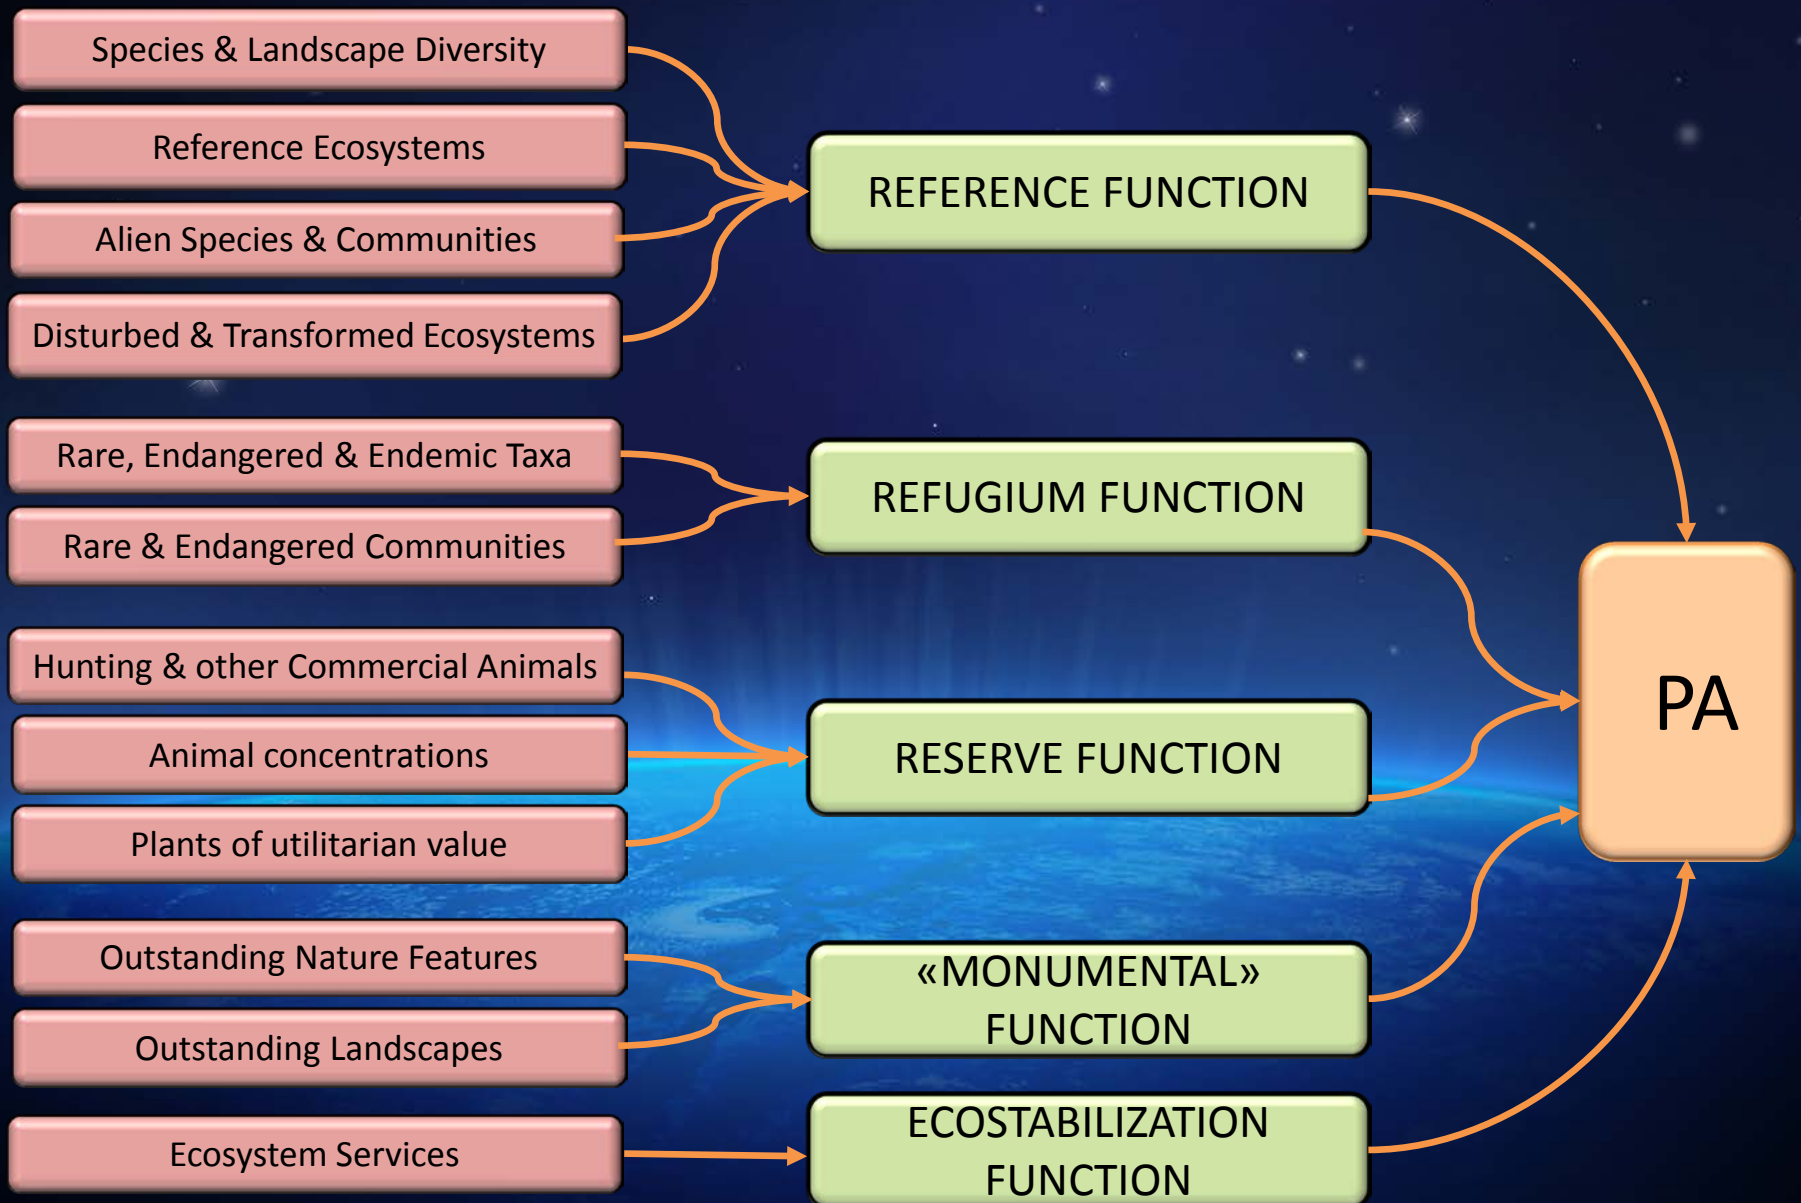 Species & Landscape Diversity
Reference Ecosystems
Alien Species & Communities
Disturbed & Transformed Ecosystems
REFERENCE FUNCTION
Rare, Endangered & Endemic Taxa
Rare & Endangered Communities
REFUGIUM FUNCTION
Hunting & other Commercial Animals
Animal concentrations
Plants of utilitarian value
RESERVE FUNCTION
Outstanding Nature Features
Outstanding Landscapes
«MONUMENTAL»
FUNCTION
Ecosystem Services
ECOSTABILIZATION
FUNCTION
PA